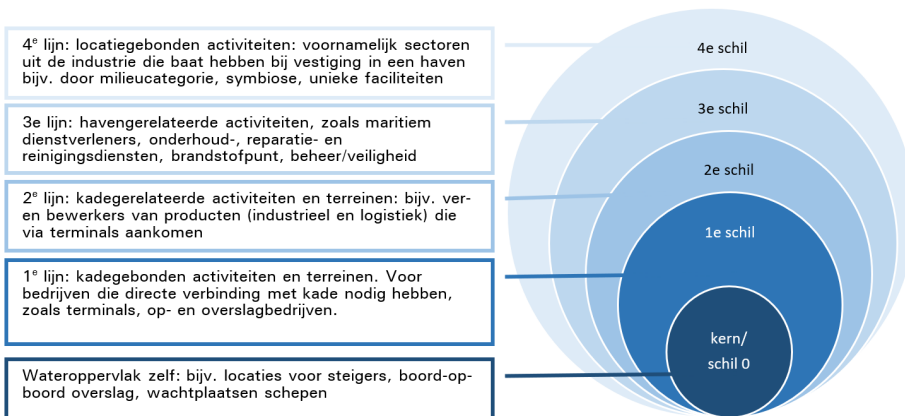 4e lijn: locatiegebonden activiteiten: voornamelijk sectoren
uit de industrie die baat hebben bij vestiging in een haven
bijv. door milieucategorie, symbiose, unieke faciliteiten
3e lijn: havengerelateerde activiteiten, zoals maritiem
dienstverleners, onderhoud-, reparatie- en
reinigingsdiensten, brandstofpunt, beheer/veiligheid
2e lijn: kadegerelateerde activiteiten en terreinen: bijv. ver-
en bewerkers van producten (industrieel en logistiek) die
via terminals aankomen
1e lijn: kadegebonden activiteiten en terreinen. Voor
bedrijven die directe verbinding met kade nodig hebben,
zoals terminals, op- en overslagbedrijven.
Wateroppervlak zelf: bijv. locaties voor steigers, boord-op-
boord overslag, wachtplaatsen schepen
4e schil
3e schil
2e schil
1e schil
kern/
schil 0